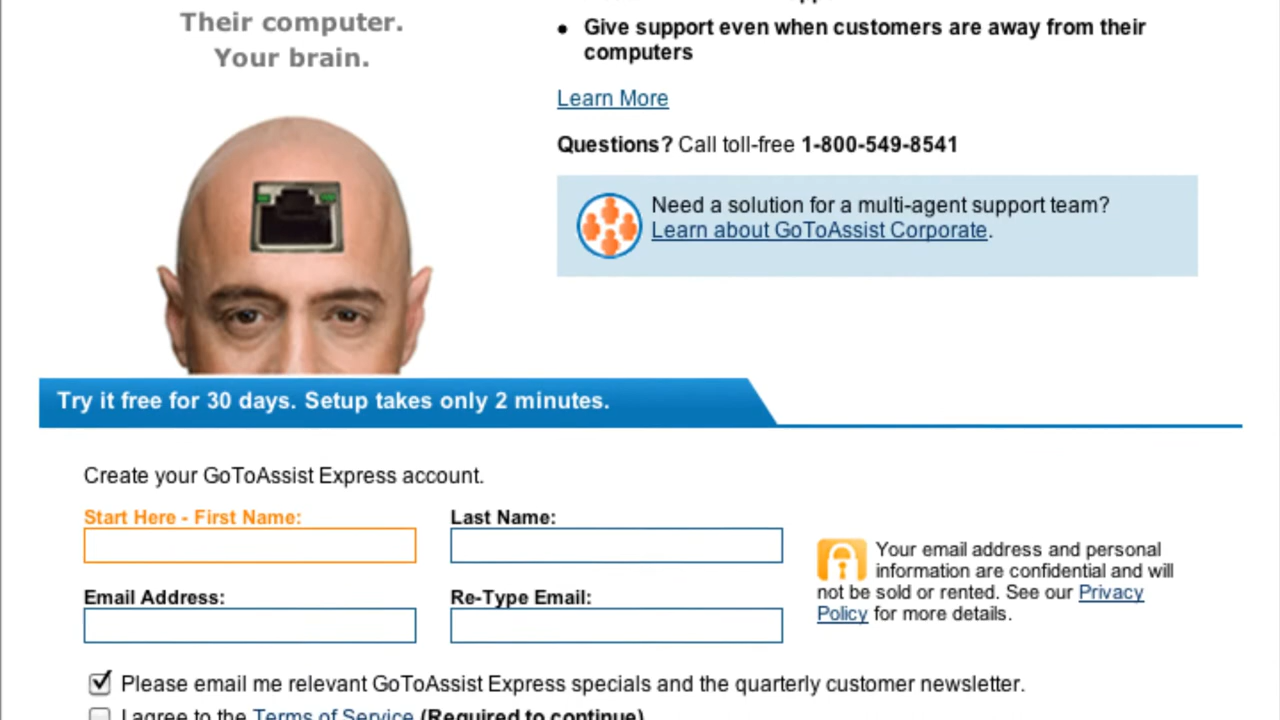 Their computer.
Your brain.
• Give support even when customers are away from their
computers
Learn More
Questions? Call toll-free 1-800-549-8541
Need a solution for a multi-agent support team?
Learn about GoToAssist Corporate.
Try it free for 30 days. Setup takes only 2 minutes.
Create your GoToAssist Express account.
Start Here - First Name:
Last Name:
Email Address:
Re-Type Email:
Your email address and personal
information are confidential and will
not be sold or rented. See our Privacy
Policy for more details.
Please email me relevant GoToAssist Express specials and the quarterly customer newsletter.
I agree to the Terms of Service (Required to continue)